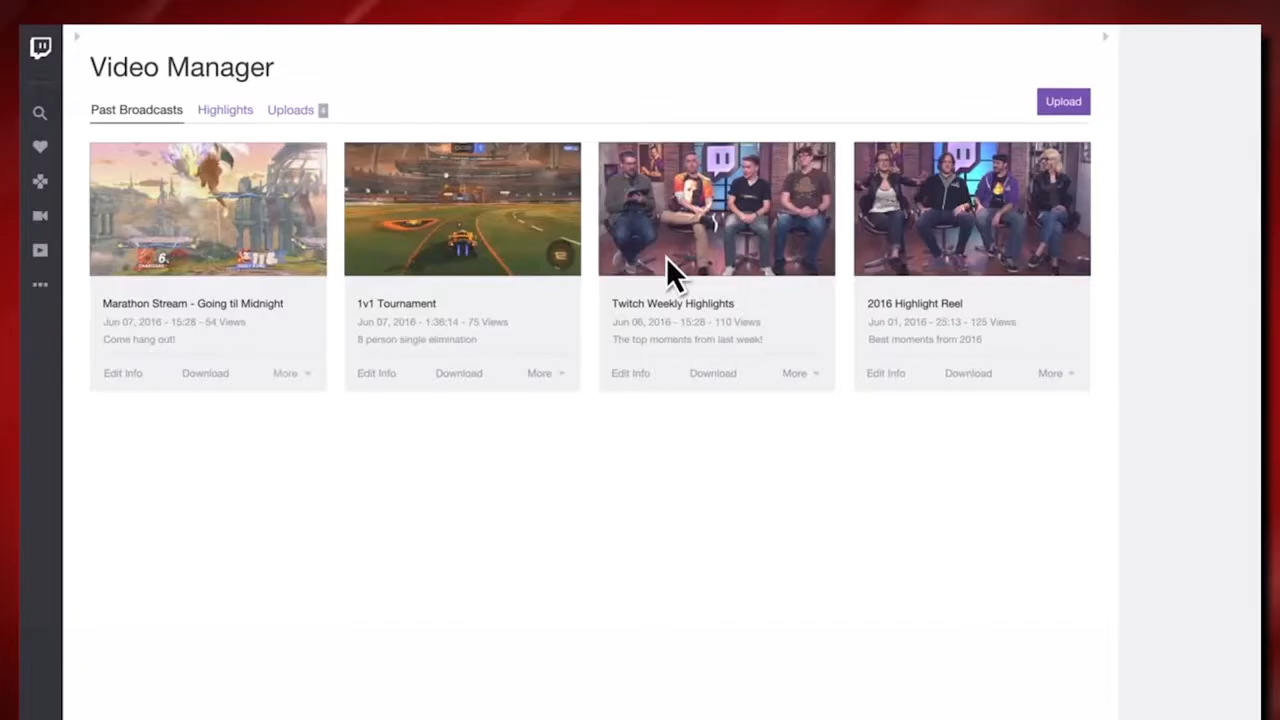 Video Manager
Past Broadcasts Highlights Uploads
Upload
Marathon Stream - Going til Midnight
Jun 07, 2016 - 15:28 - 54 Views
Come hang out!
Edit Info Download More
1v1 Tournament
Jun 07, 2016 - 1:36:14 - 75 Views
8 person single elimination
Edit Info Download More
Twitch Weekly Highlights
Jun 06, 2016 - 15:28 - 110 Views
The top moments from last week!
Edit Info Download More
2016 Highlight Reel
Jun 01, 2016 - 25:13 - 125 Views
Best moments from 2016
Edit Info Download More